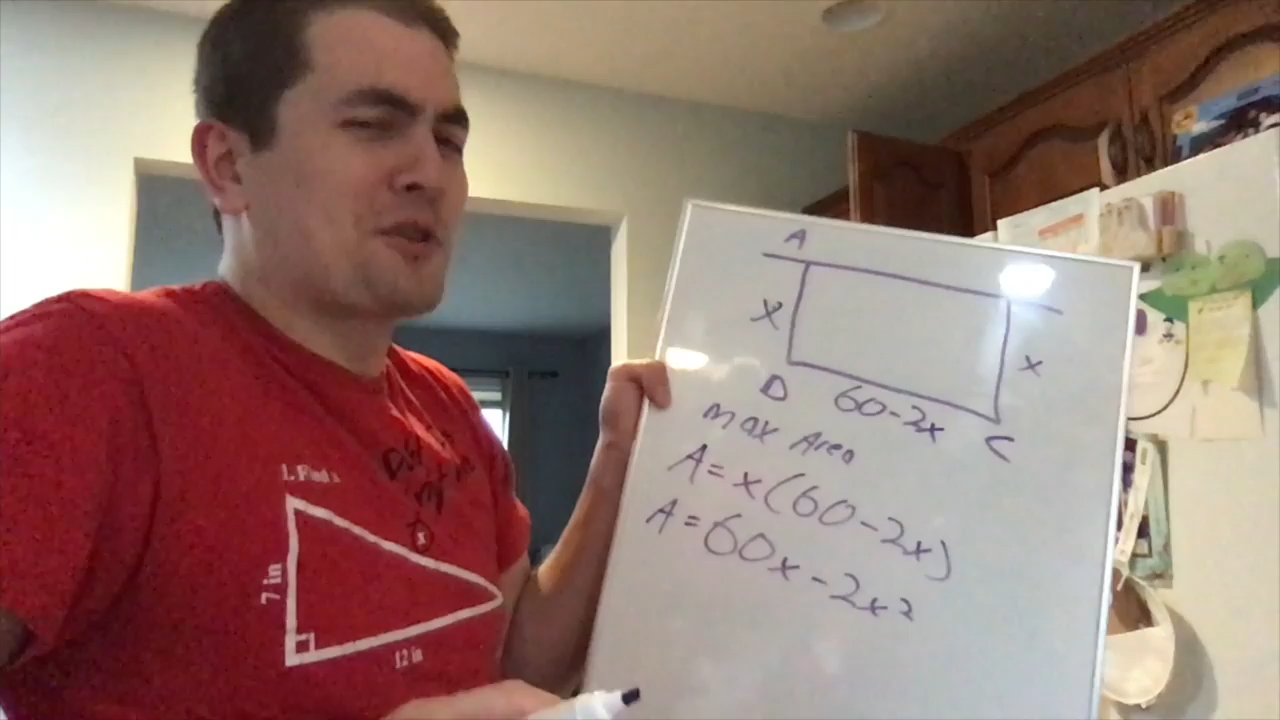 A
x
x
D
60-2x
C
max Area
A=x(60-2x)
A=60x-2x²
1. Find x
x
7 in
12 in